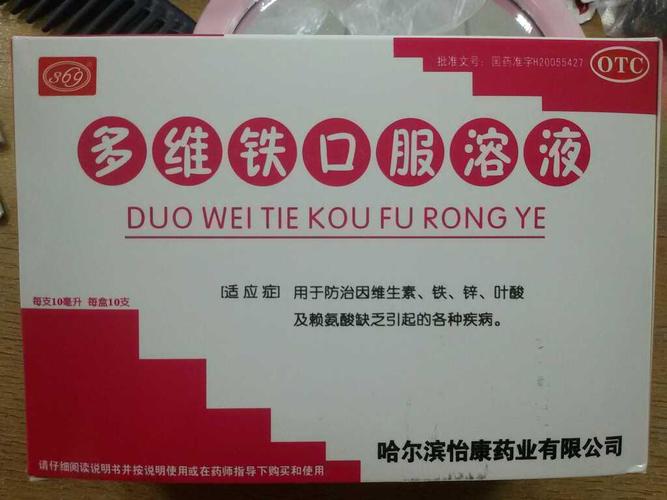 369
批准文号：国药准字H20055427
OTC
多维铁口服溶液
DUO WEI TIE KOU FU RONG YE
[适应症] 用于防治因维生素、铁、锌、叶酸
及赖氨酸缺乏引起的各种疾病。
每支10毫升 每盒10支
哈尔滨怡康药业有限公司
请仔细阅读说明书并按说明使用或在药师指导下购买和使用